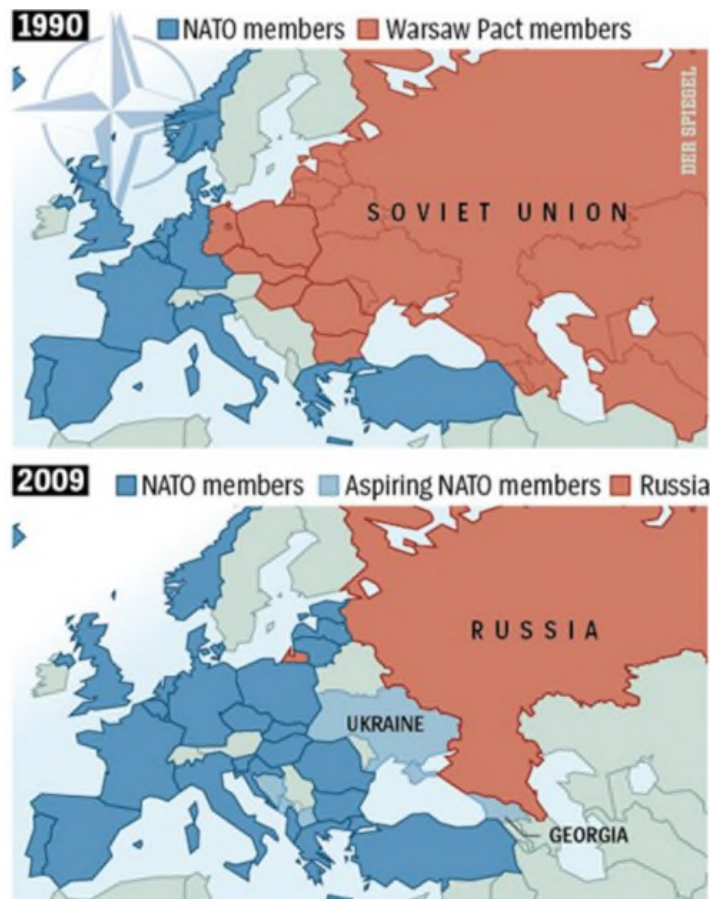 1990 NATO members Warsaw Pact members
DER SPIEGEL
SOVIET UNION
2009 NATO members Aspiring NATO members Russia
RUSSIA
UKRAINE
GEORGIA